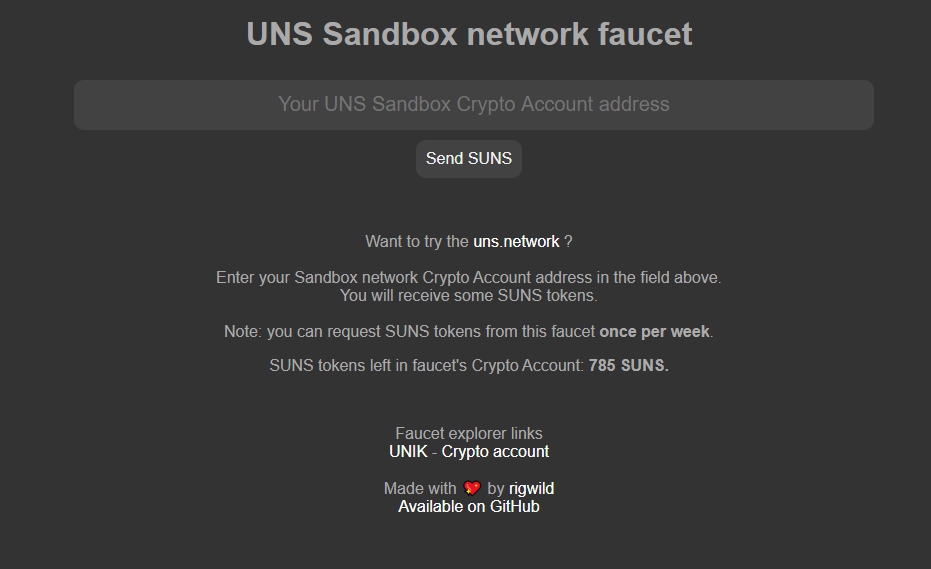 UNS Sandbox network faucet
Your UNS Sandbox Crypto Account address
Send SUNS
Want to try the uns.network ?
Enter your Sandbox network Crypto Account address in the field above.
You will receive some SUNS tokens.
Note: you can request SUNS tokens from this faucet once per week.
SUNS tokens left in faucet's Crypto Account: 785 SUNS.
Faucet explorer links
UNIK - Crypto account
Made with 💖 by rigwild
Available on GitHub